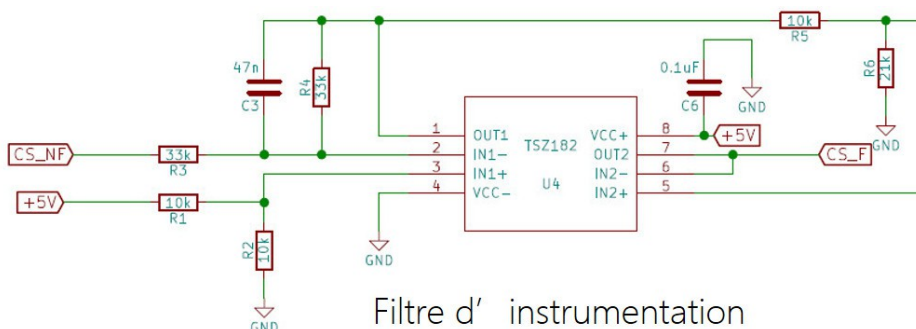 10k
R5
47n
C3
R4
33k
0.1uF
C6
GND
R6
21k
GND
1 OUT1
2 IN1-
3 IN1+
4 VCC-
TSZ182
U4
VCC+ 8
OUT2 7
IN2- 6
IN2+ 5
+5V
CS_F
CS_NF
33k
R3
+5V
10k
R1
R2
10k
GND
GND
Filtre d’ instrumentation